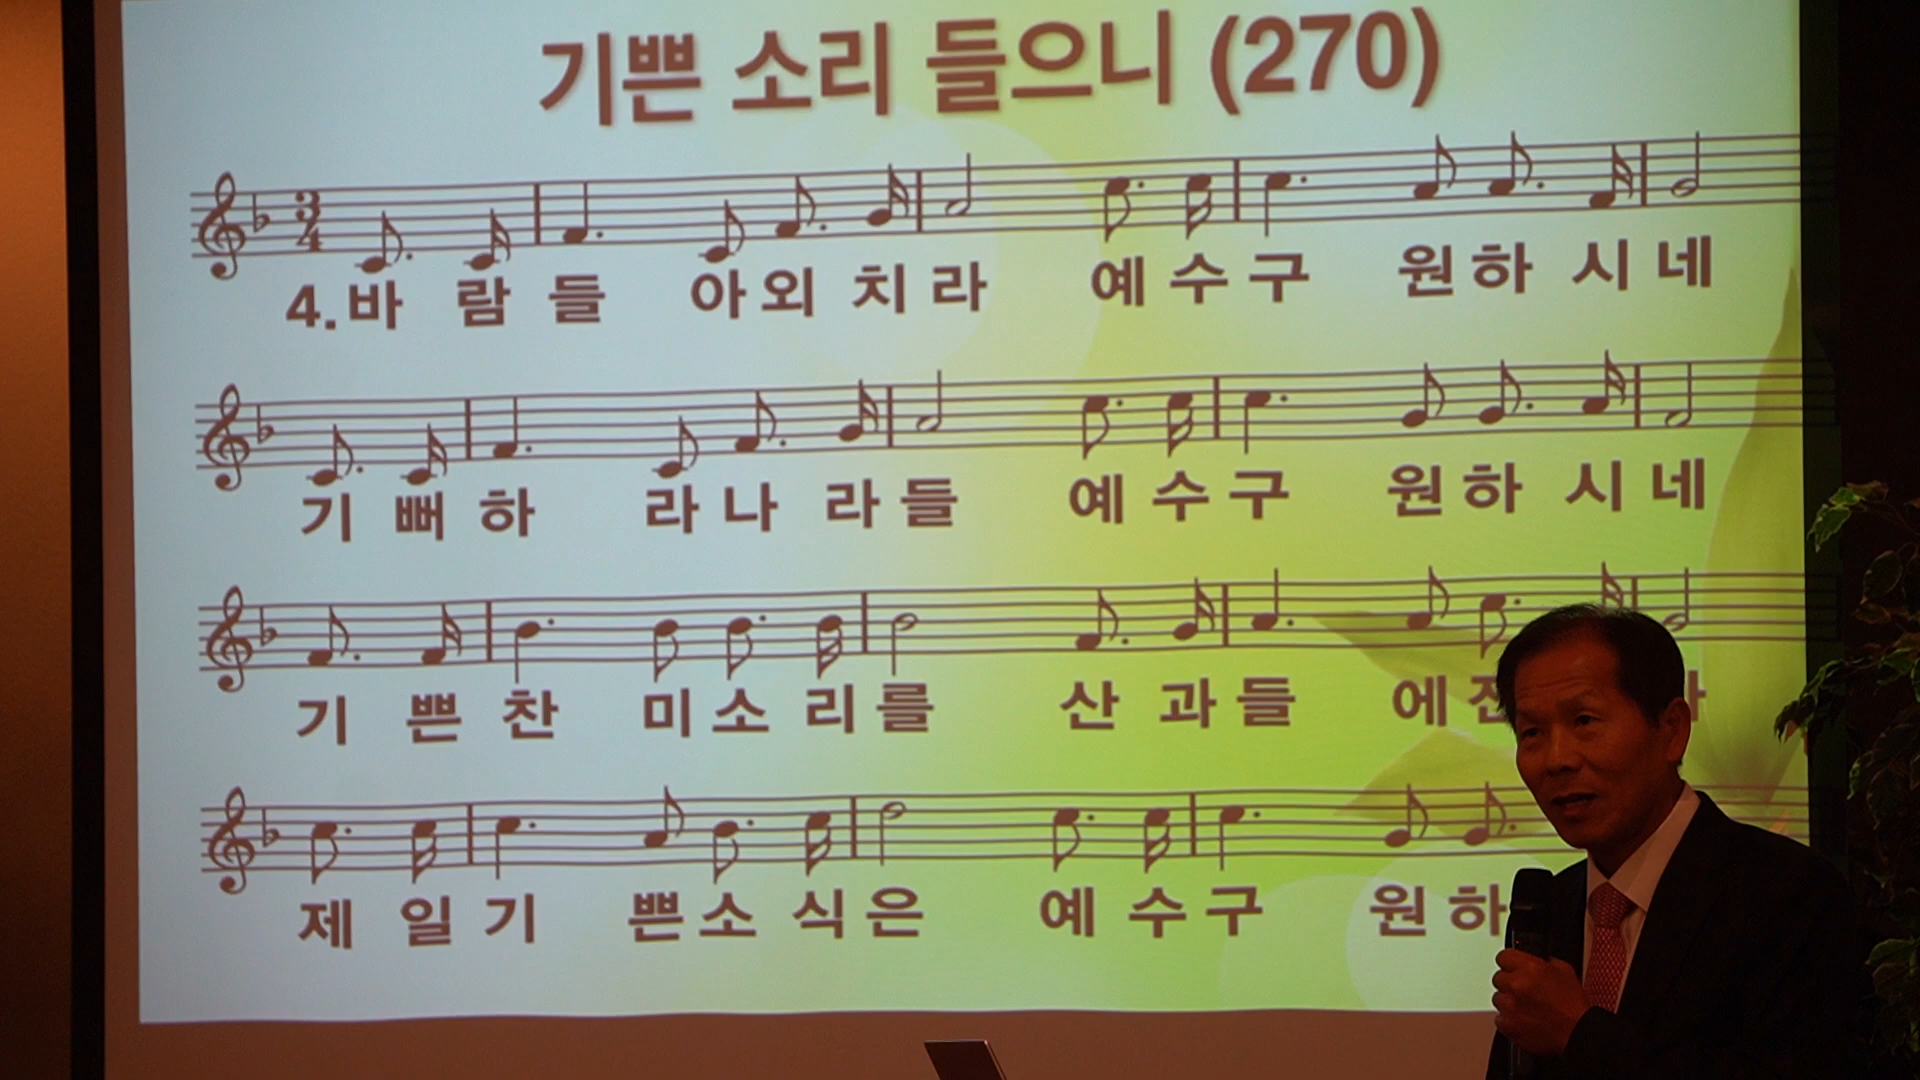 기쁜 소리 들으니 (270)
3/4
4.바 람 들 아 외 치 라 예 수 구 원 하 시 네
기 뻐 하 라 나 라 들 예 수 구 원 하 시 네
기 쁜 찬 미 소 리 를 산 과 들 에
제 일 기 쁜 소 식 은 예 수 구 원 하